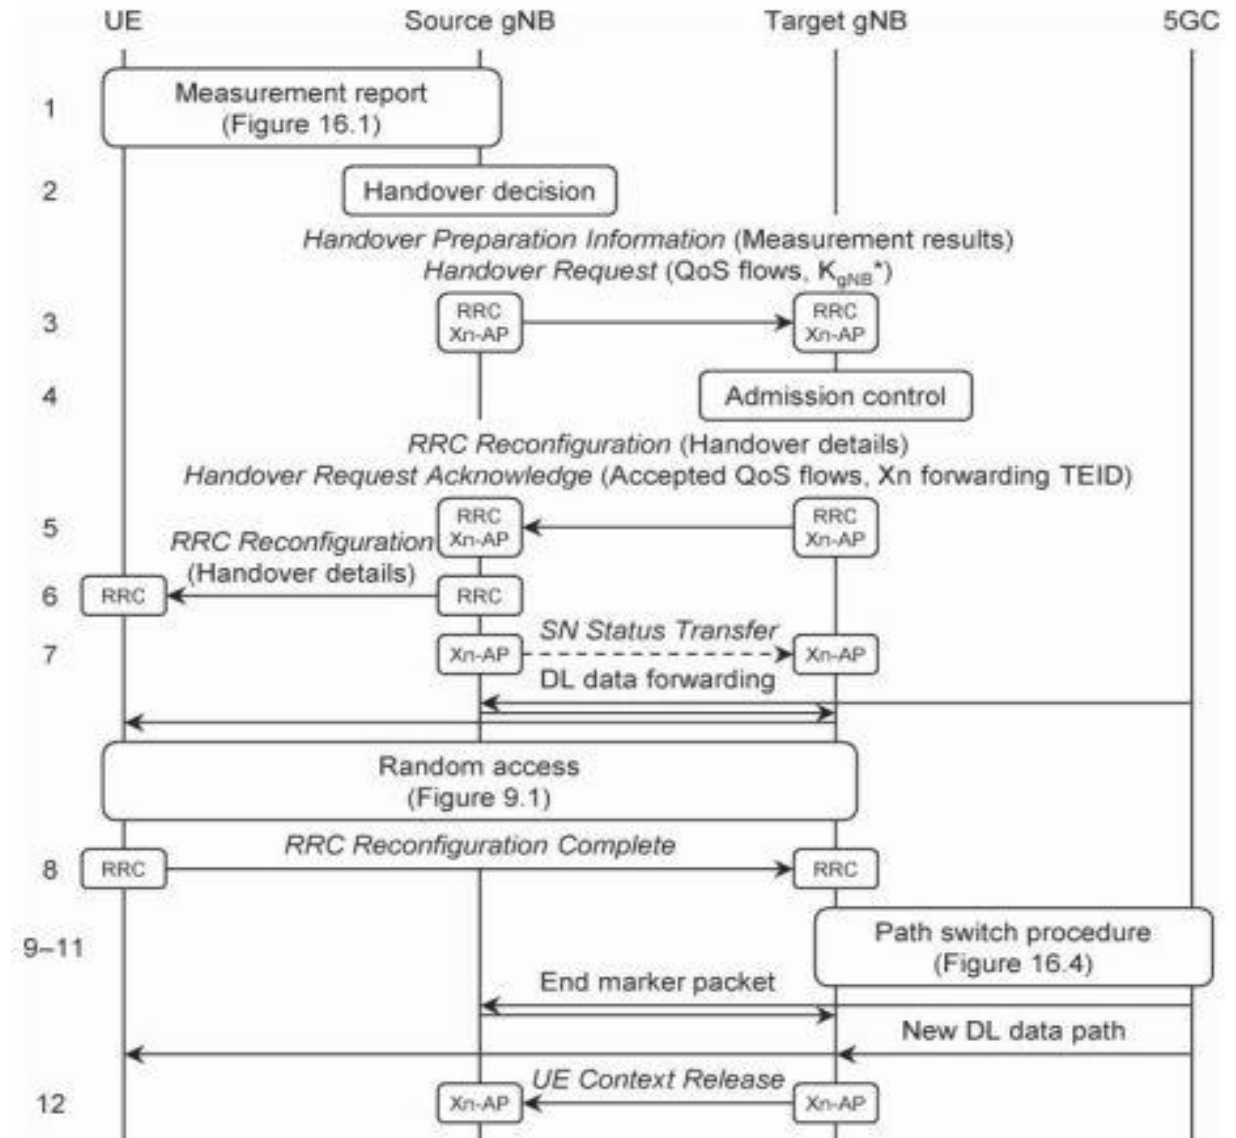 UE Source gNB Target gNB 5GC
1 Measurement report
(Figure 16.1)
2 Handover decision
Handover Preparation Information (Measurement results)
Handover Request (QoS flows, KgNB*)
3 RRC Xn-AP RRC Xn-AP
4 Admission control
RRC Reconfiguration (Handover details)
Handover Request Acknowledge (Accepted QoS flows, Xn forwarding TEID)
5 RRC Xn-AP RRC Xn-AP
RRC Reconfiguration
(Handover details)
6 RRC RRC
SN Status Transfer
7 Xn-AP Xn-AP
DL data forwarding
Random access
(Figure 9.1)
RRC Reconfiguration Complete
8 RRC RRC
9–11 Path switch procedure
(Figure 16.4)
End marker packet
New DL data path
UE Context Release
12 Xn-AP Xn-AP